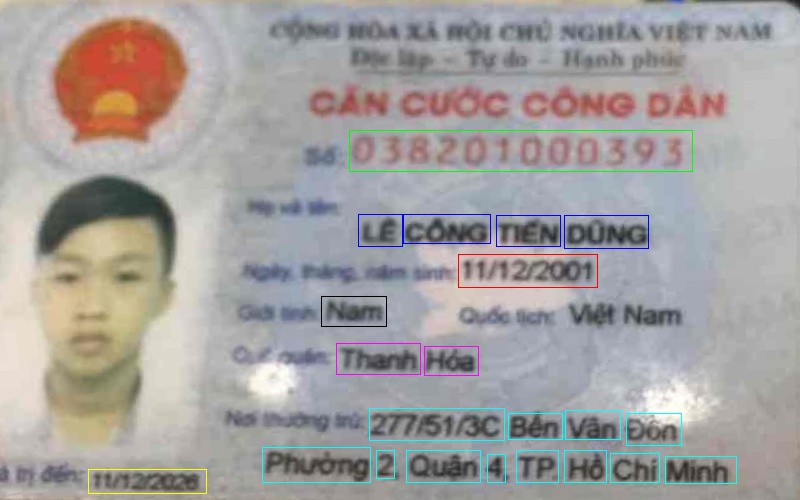 CỘNG HÒA XÃ HỘI CHỦ NGHĨA VIỆT NAM
Độc lập - Tự do - Hạnh phúc
CĂN CƯỚC CÔNG DÂN
Số: 038201000393
Họ và tên:
LÊ CÔNG TIẾN DŨNG
Ngày, tháng, năm sinh: 11/12/2001
Giới tính: Nam Quốc tịch: Việt Nam
Quê quán: Thanh Hóa
Nơi thường trú: 277/51/3C Bến Vân Đồn
Phường 2, Quận 4, TP. Hồ Chí Minh
á trị đến: 11/12/2026